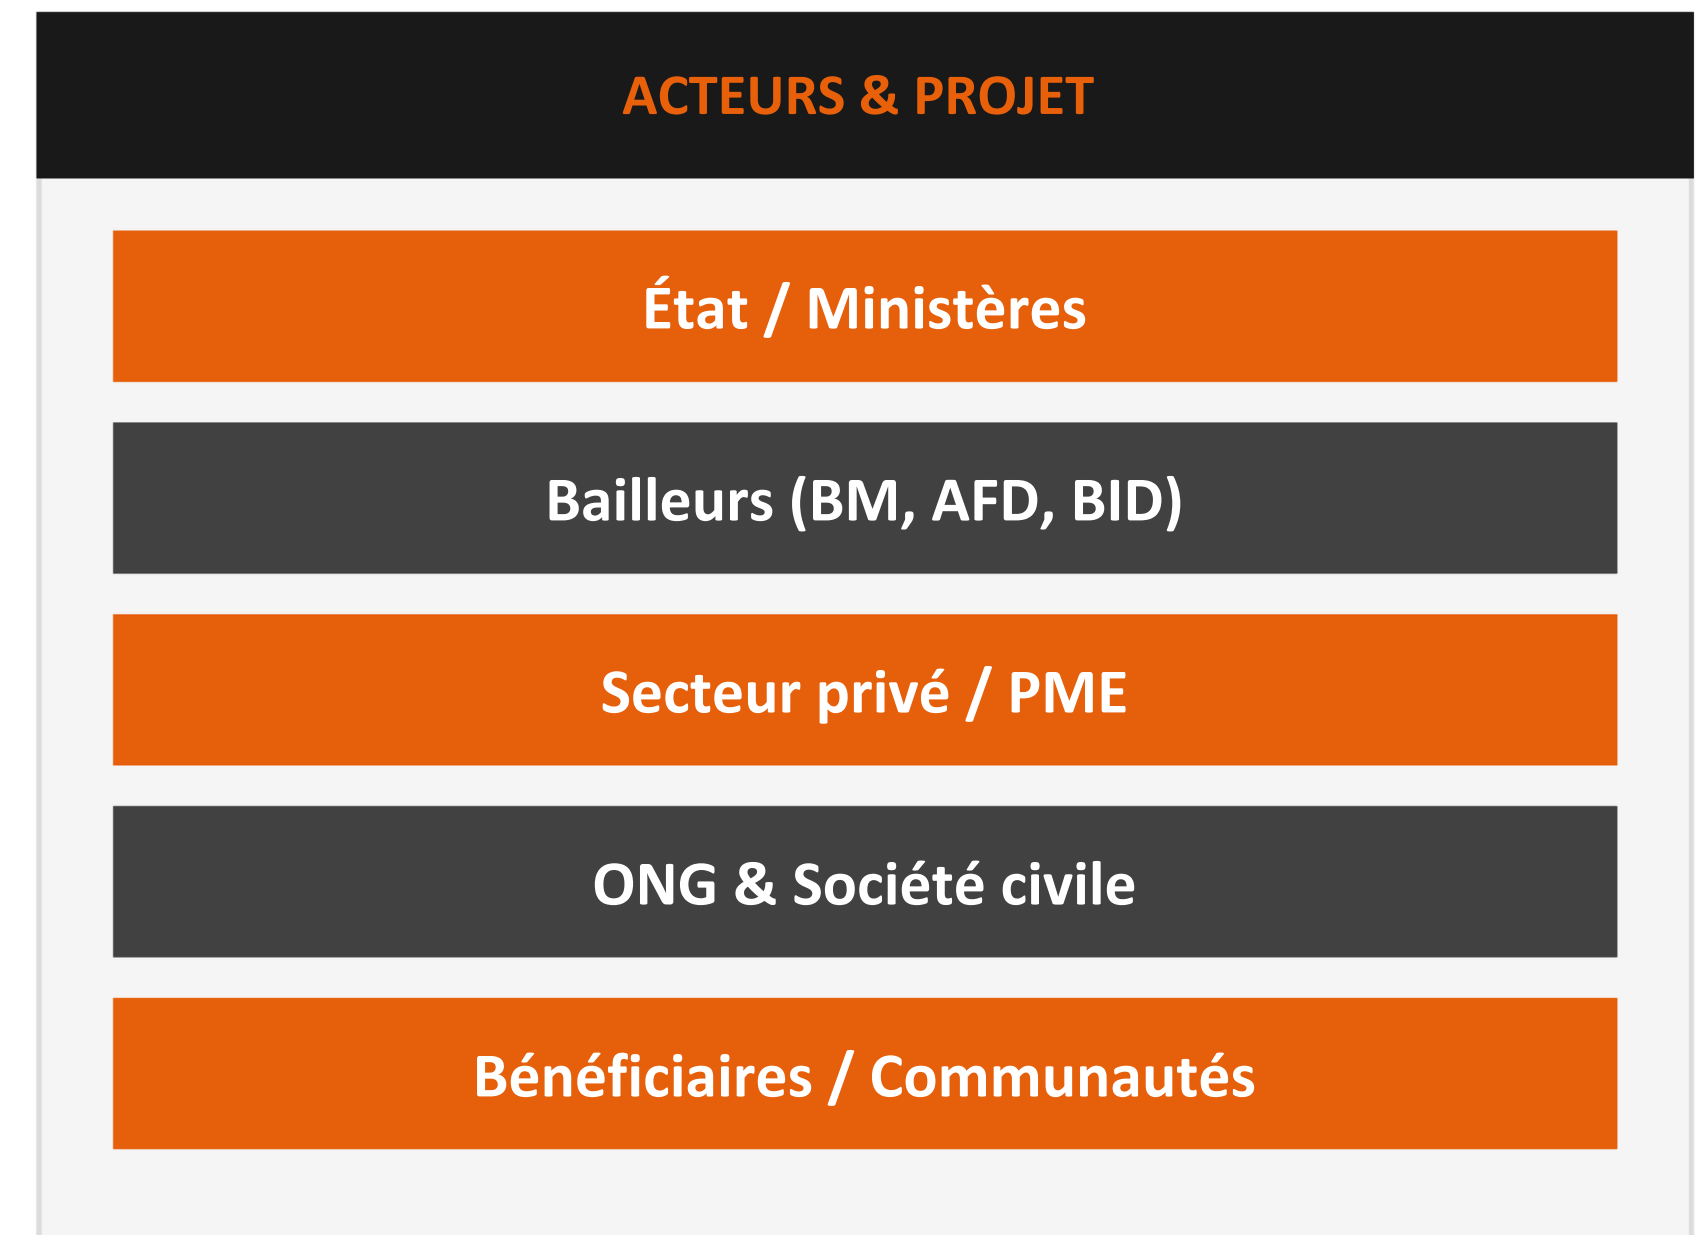 ACTEURS & PROJET
État / Ministères
Bailleurs (BM, AFD, BID)
Secteur privé / PME
ONG & Société civile
Bénéficiaires / Communautés